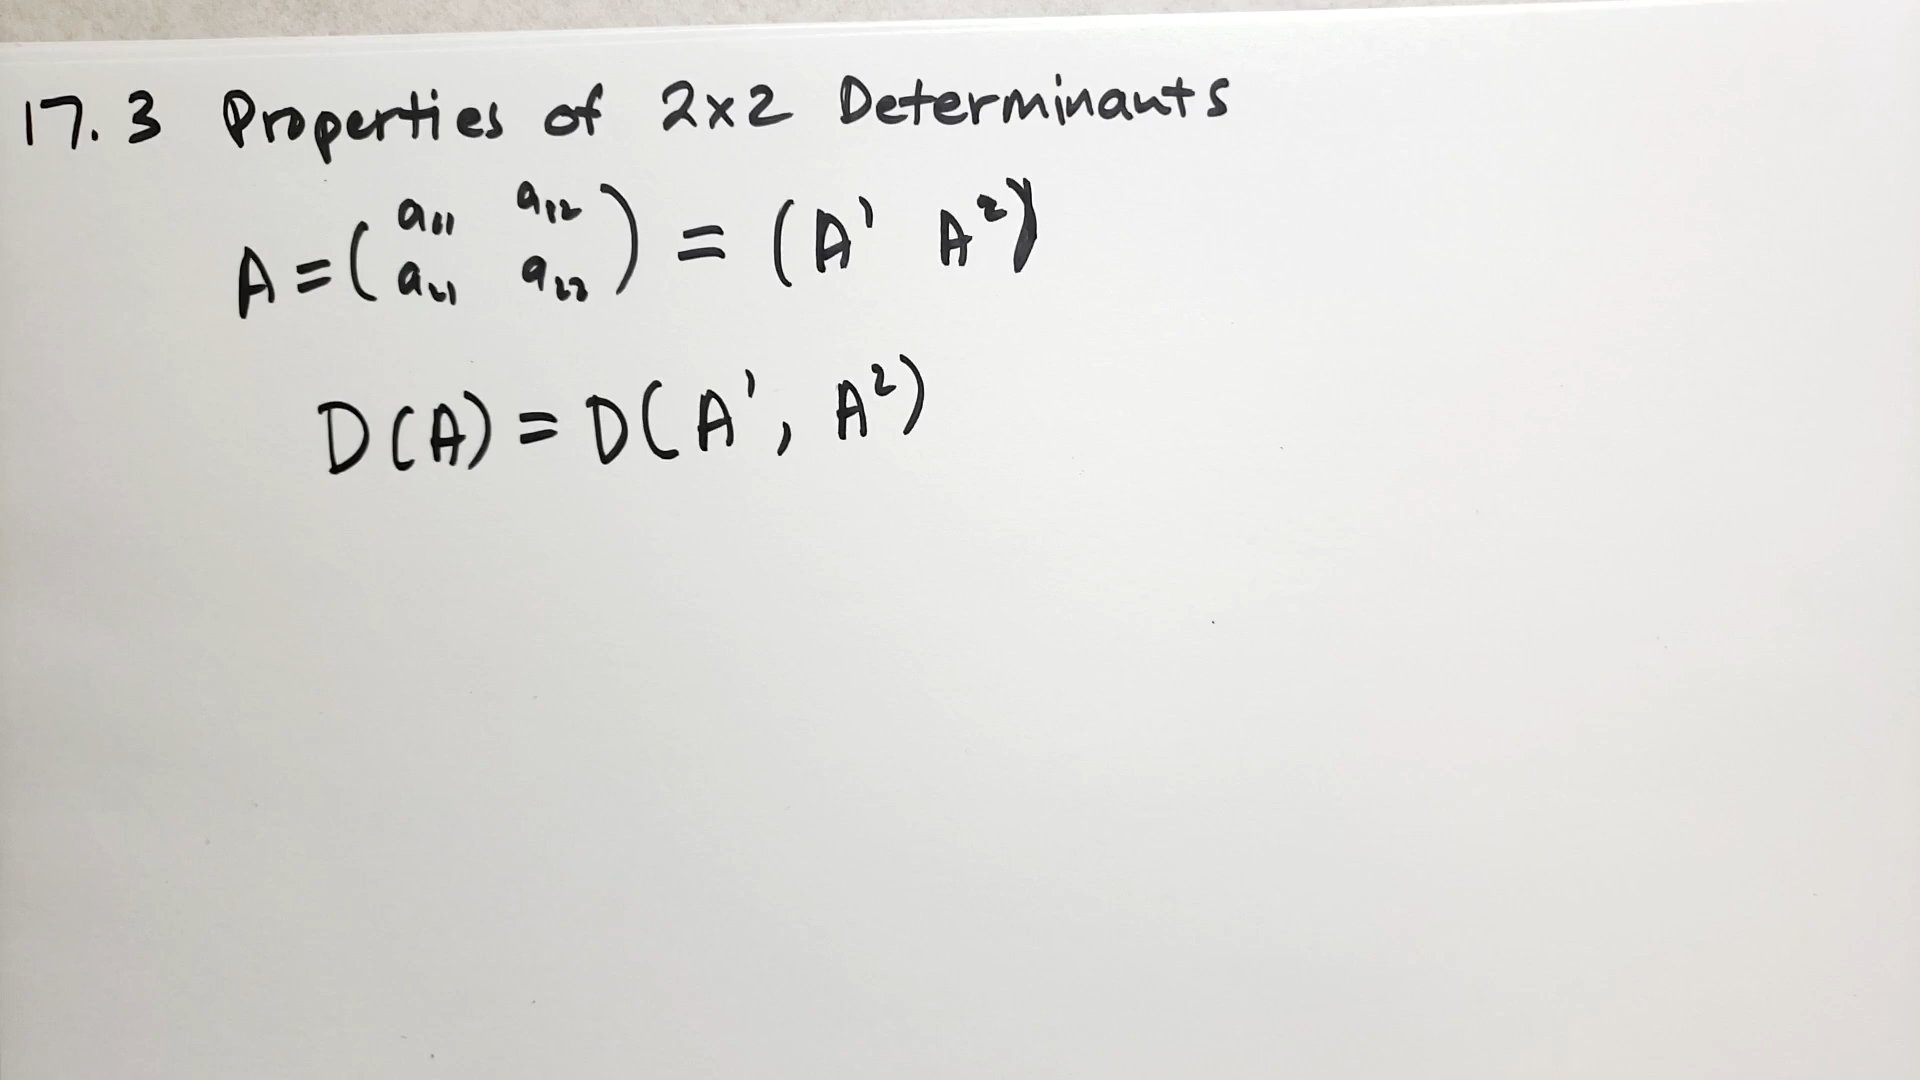 17.3 Properties of 2x2 Determinants
A = ( a₁₁ a₁₂
a₂₁ a₂₂ ) = (A¹ A²)
D(A) = D(A¹, A²)